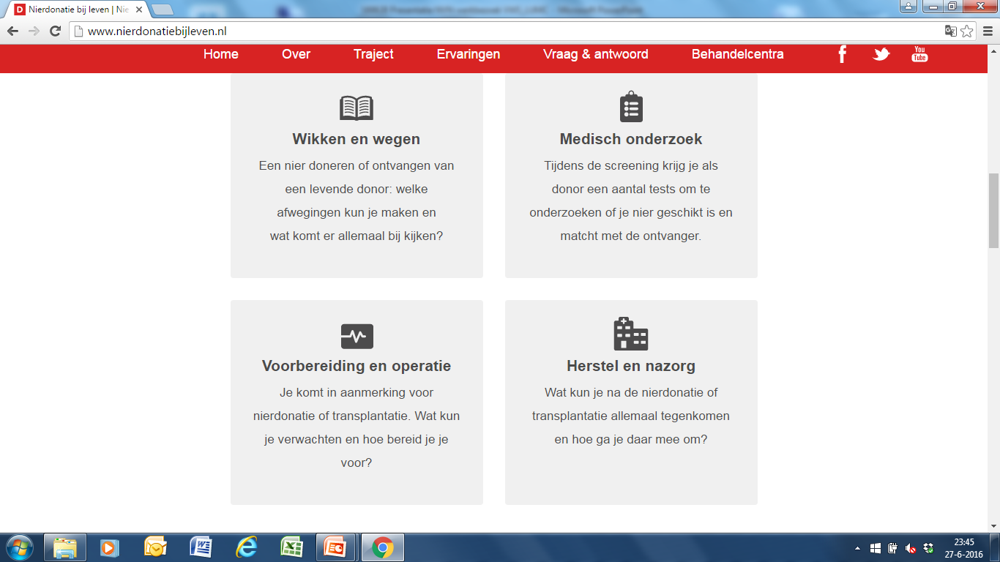 Nierdonatie bij leven | Nie
www.nierdonatiebijleven.nl
Home Over Traject Ervaringen Vraag & antwoord Behandelcentra You Tube
Wikken en wegen
Een nier doneren of ontvangen van
een levende donor: welke
afwegingen kun je maken en
wat komt er allemaal bij kijken?
Medisch onderzoek
Tijdens de screening krijg je als
donor een aantal tests om te
onderzoeken of je nier geschikt is en
matcht met de ontvanger.
Voorbereiding en operatie
Je komt in aanmerking voor
nierdonatie of transplantatie. Wat kun
je verwachten en hoe bereid je je
voor?
Herstel en nazorg
Wat kun je na de nierdonatie of
transplantatie allemaal tegenkomen
en hoe ga je daar mee om?
23:45
27-6-2016